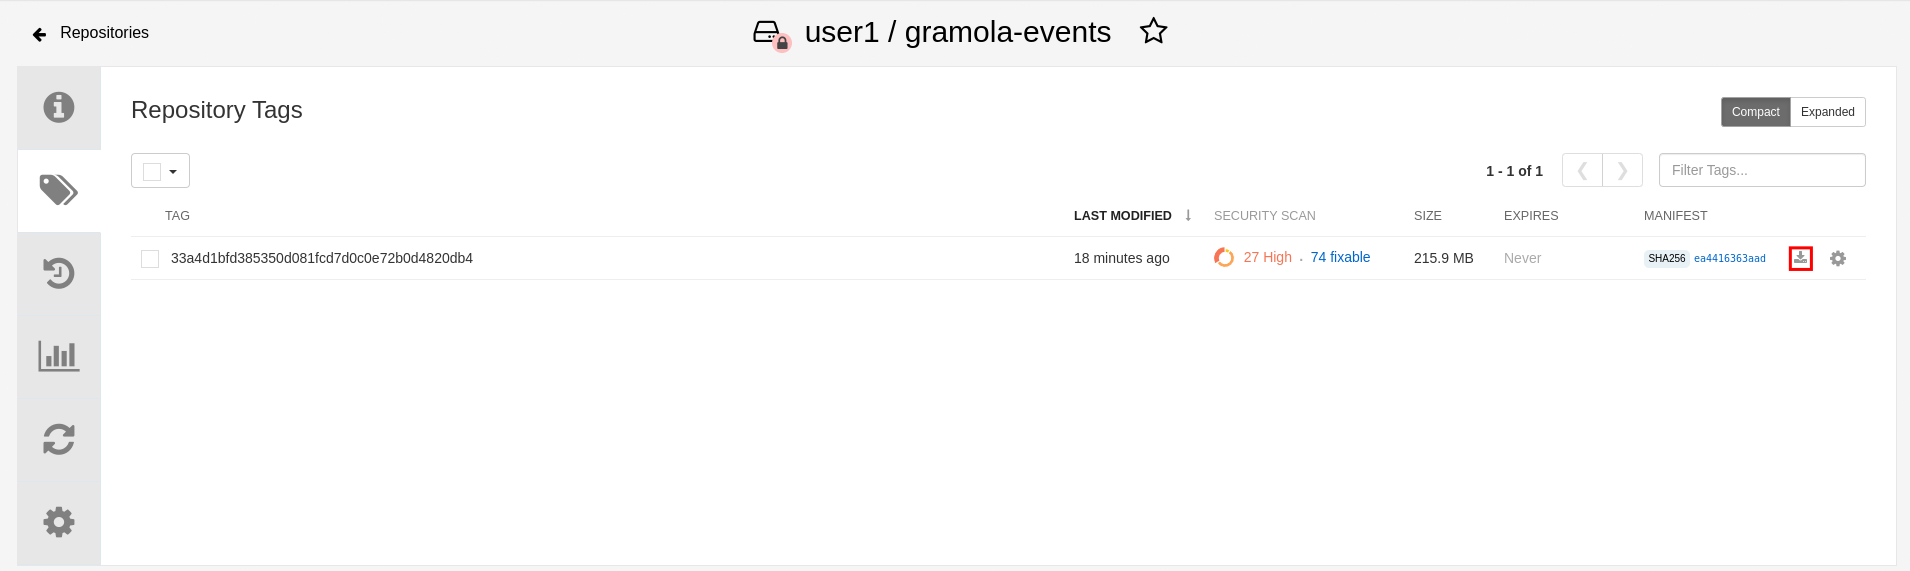 Repositories
user1 / gramola-events
Repository Tags
Compact Expanded
1 - 1 of 1
Filter Tags...
TAG LAST MODIFIED SECURITY SCAN SIZE EXPIRES MANIFEST
33a4d1bfd385350d081fcd7d0c0e72b0d4820db4 18 minutes ago 27 High . 74 fixable 215.9 MB Never SHA256 ea4416363aad